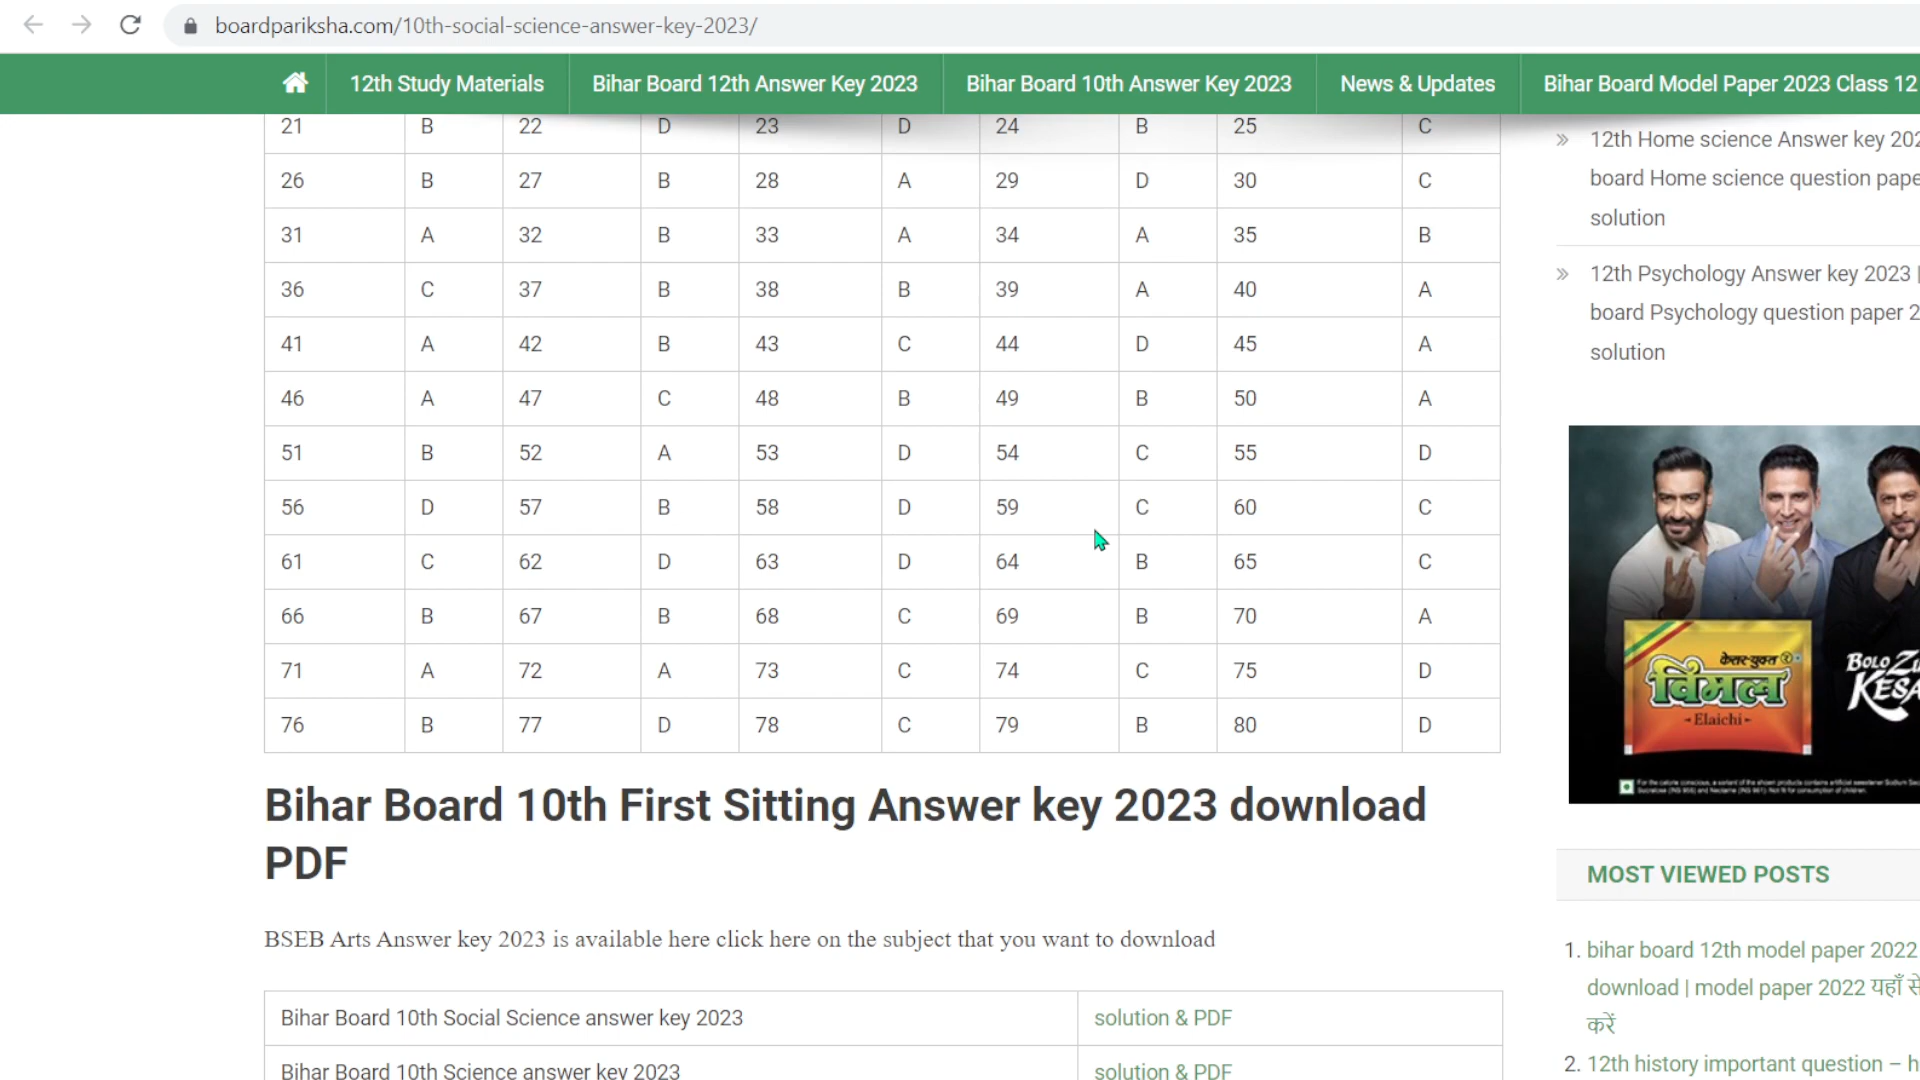 boardpariksha.com/10th-social-science-answer-key-2023/
12th Study Materials
Bihar Board 12th Answer Key 2023
Bihar Board 10th Answer Key 2023
News & Updates
Bihar Board Model Paper 2023 Class 12
21 B 22 D 23 D 24 B 25 C
26 B 27 B 28 A 29 D 30 C
31 A 32 B 33 A 34 A 35 B
36 C 37 B 38 B 39 A 40 A
41 A 42 B 43 C 44 D 45 A
46 A 47 C 48 B 49 B 50 A
51 B 52 A 53 D 54 C 55 D
56 D 57 B 58 D 59 C 60 C
61 C 62 D 63 D 64 B 65 C
66 B 67 B 68 C 69 B 70 A
71 A 72 A 73 C 74 C 75 D
76 B 77 D 78 C 79 B 80 D
Bihar Board 10th First Sitting Answer key 2023 download
PDF
BSEB Arts Answer key 2023 is available here click here on the subject that you want to download
Bihar Board 10th Social Science answer key 2023 solution & PDF
Bihar Board 10th Science answer key 2023 solution & PDF
» 12th Home science Answer key 202
board Home science question pape
solution
» 12th Psychology Answer key 2023 |
board Psychology question paper 2
solution
केसर-युक्त
विमल
-Elaichi-
BOLO
KESA
MOST VIEWED POSTS
1. bihar board 12th model paper 2022
download | model paper 2022 यहाँ से
करें
2. 12th history important question – h